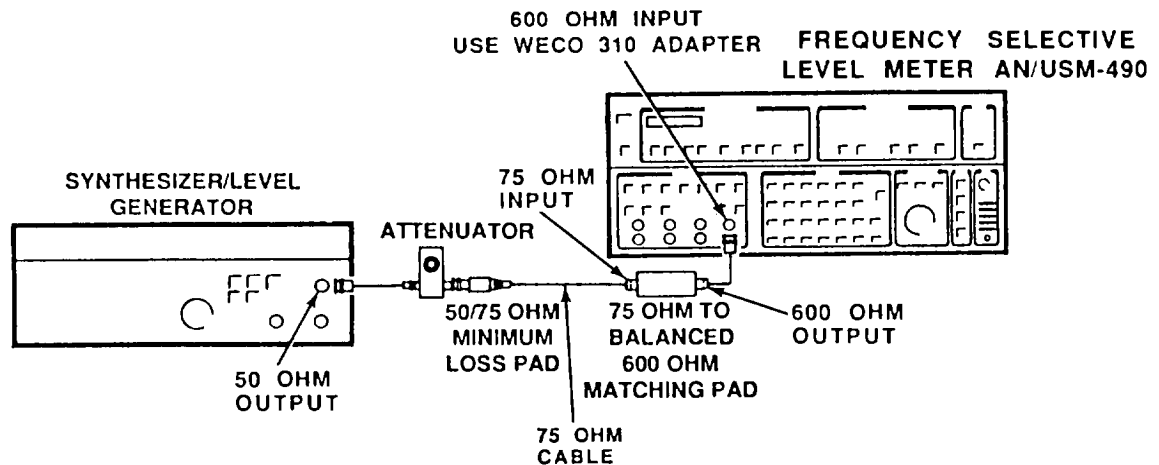 600 OHM INPUT
USE WECO 310 ADAPTER
FREQUENCY SELECTIVE
LEVEL METER AN/USM-490
SYNTHESIZER/LEVEL
GENERATOR
75 OHM
INPUT
ATTENUATOR
50/75 OHM
MINIMUM
LOSS PAD
75 OHM TO
BALANCED
600 OHM
MATCHING PAD
600 OHM
OUTPUT
50 OHM
OUTPUT
75 OHM
CABLE